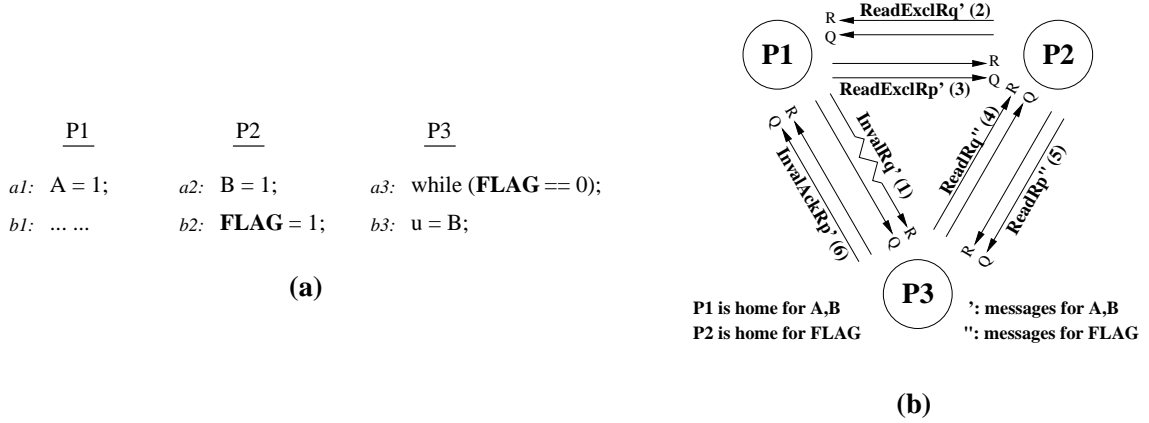 P1 P2 P3
a1: A = 1; a2: B = 1; a3: while (FLAG == 0);
b1: ... ... b2: FLAG = 1; b3: u = B;
(a)
ReadExclRq' (2)
R
Q
P1
P2
R
Q
ReadExclRp' (3)
R
Q
InvalAckRp' (6)
InvalRq' (1)
R
Q
ReadRq" (4)
R
Q
ReadRp" (5)
R
Q
P3
P1 is home for A,B ': messages for A,B
P2 is home for FLAG ": messages for FLAG
(b)